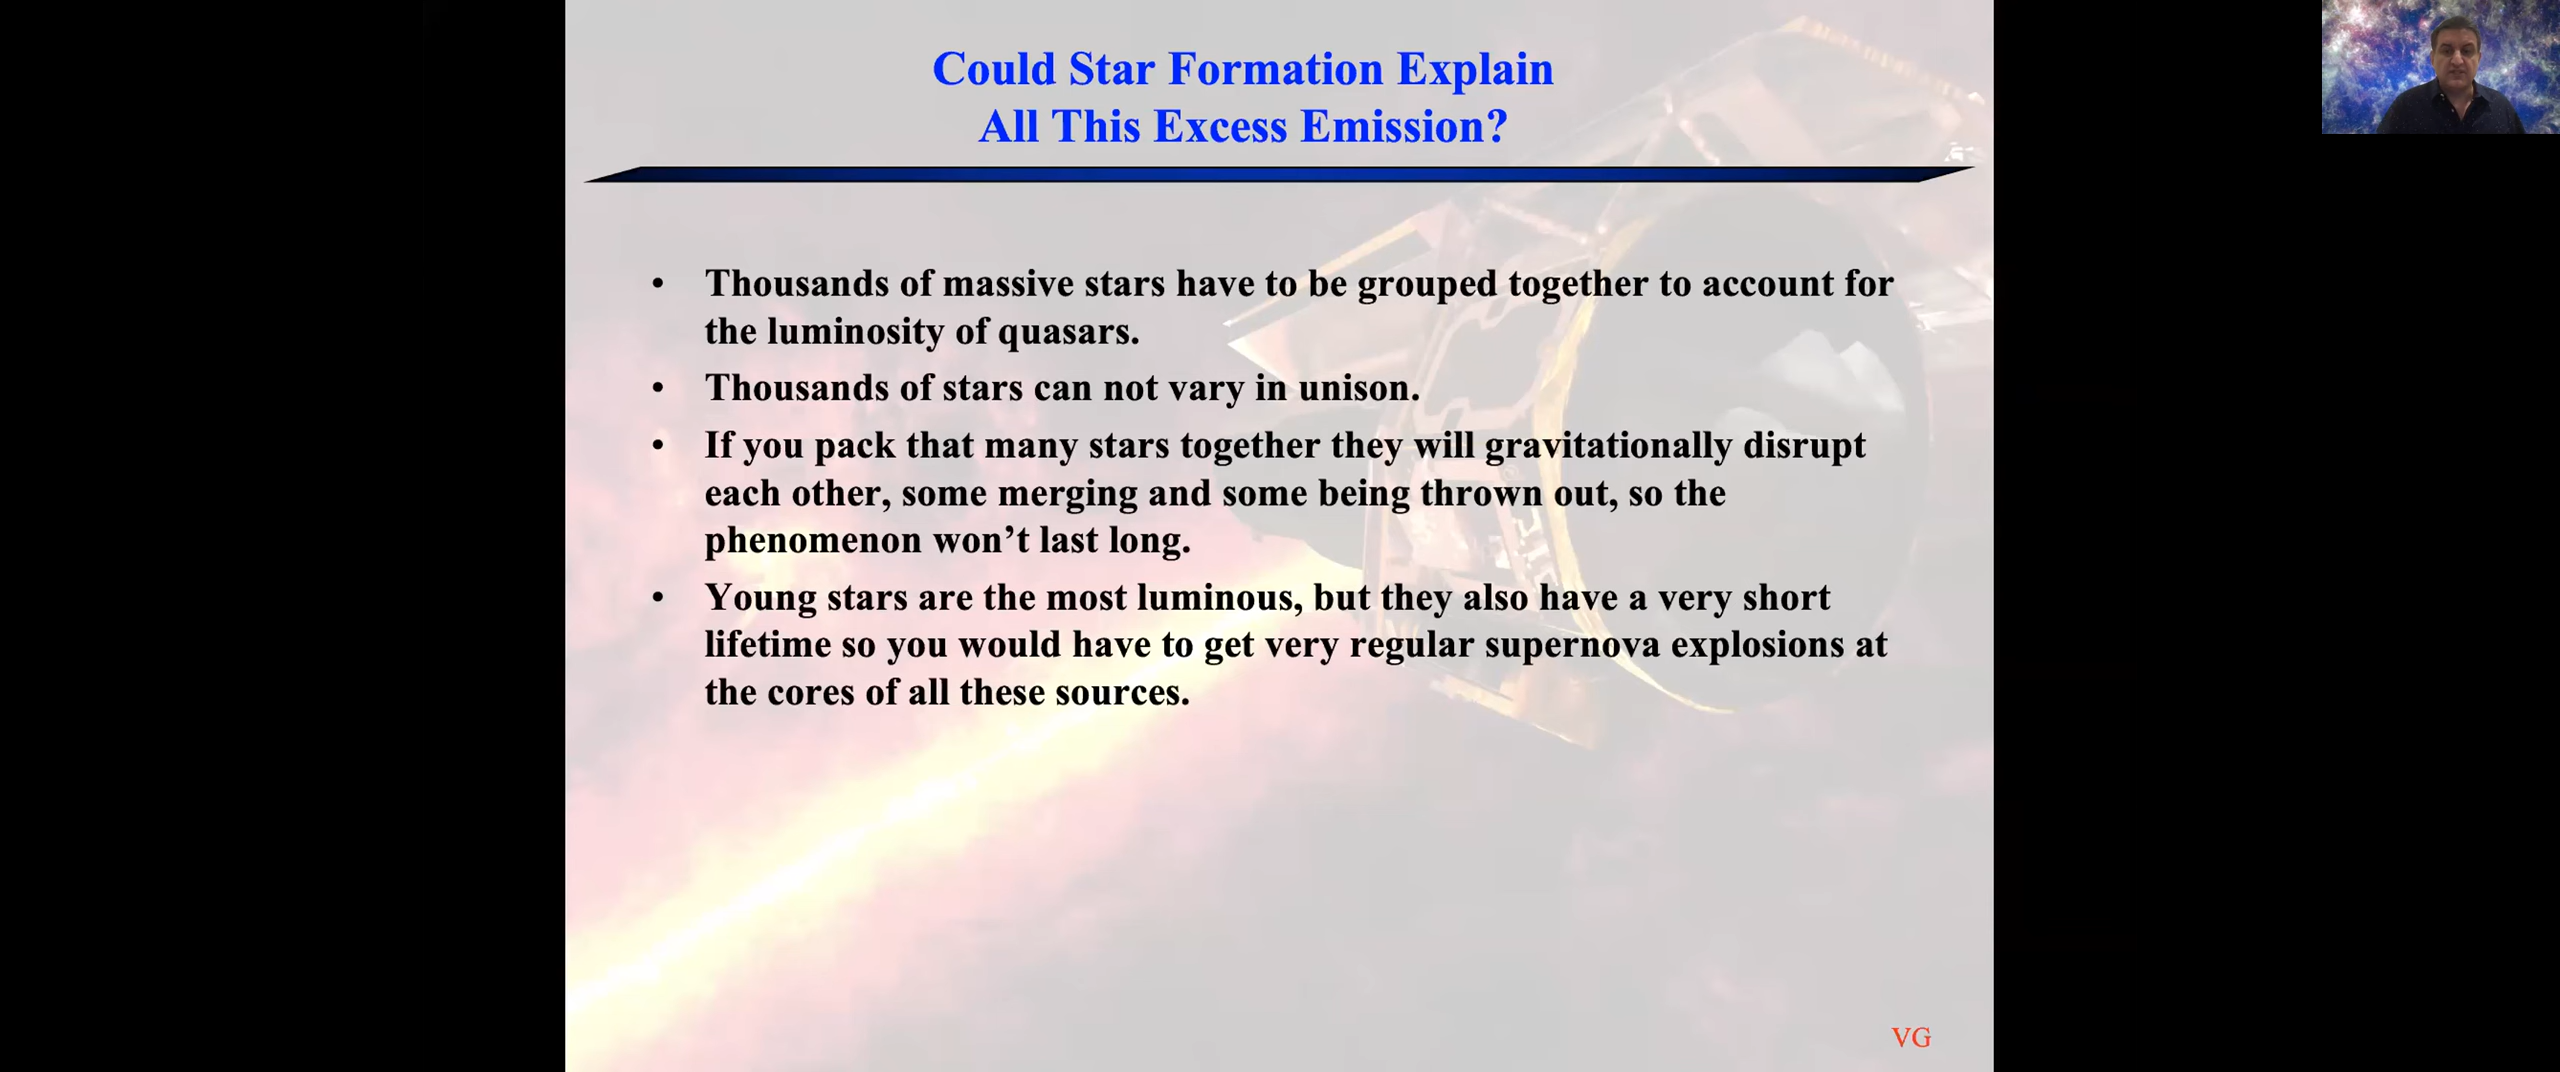 Could Star Formation Explain
All This Excess Emission?
• Thousands of massive stars have to be grouped together to account for
the luminosity of quasars.
• Thousands of stars can not vary in unison.
• If you pack that many stars together they will gravitationally disrupt
each other, some merging and some being thrown out, so the
phenomenon won’t last long.
• Young stars are the most luminous, but they also have a very short
lifetime so you would have to get very regular supernova explosions at
the cores of all these sources.
VG